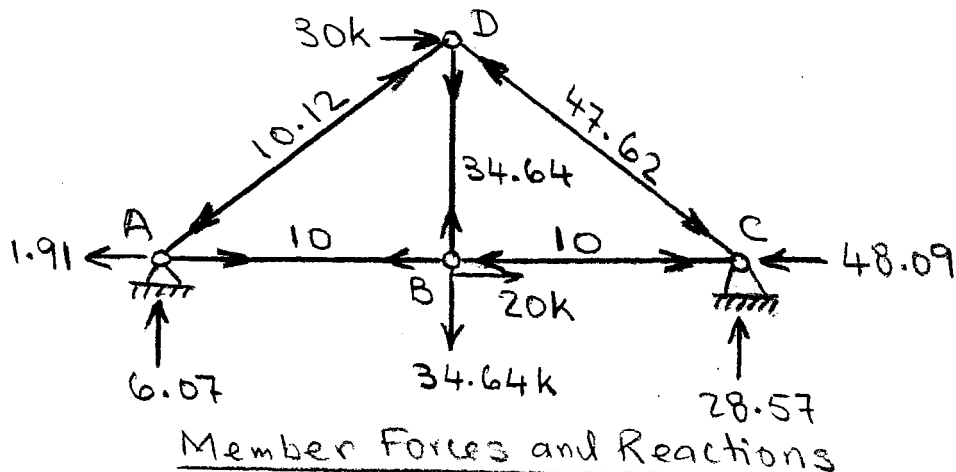 30k
D
10.12
47.62
34.64
A
10
10
C
1.91
48.09
B
20k
6.07
34.64k
28.57
Member Forces and Reactions